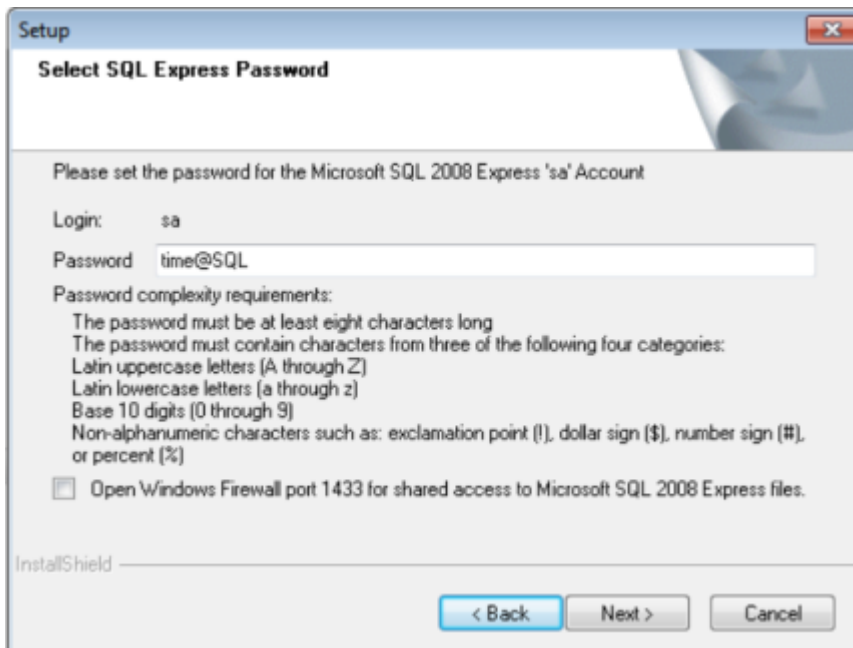 Setup
Select SQL Express Password
Please set the password for the Microsoft SQL 2008 Express 'sa' Account
Login: sa
Password time@SQL
Password complexity requirements:
The password must be at least eight characters long
The password must contain characters from three of the following four categories:
Latin uppercase letters (A through Z)
Latin lowercase letters (a through z)
Base 10 digits (0 through 9)
Non-alphanumeric characters such as: exclamation point (!), dollar sign ($), number sign (#),
or percent (%)
Open Windows Firewall port 1433 for shared access to Microsoft SQL 2008 Express files.
InstallShield
< Back Next > Cancel